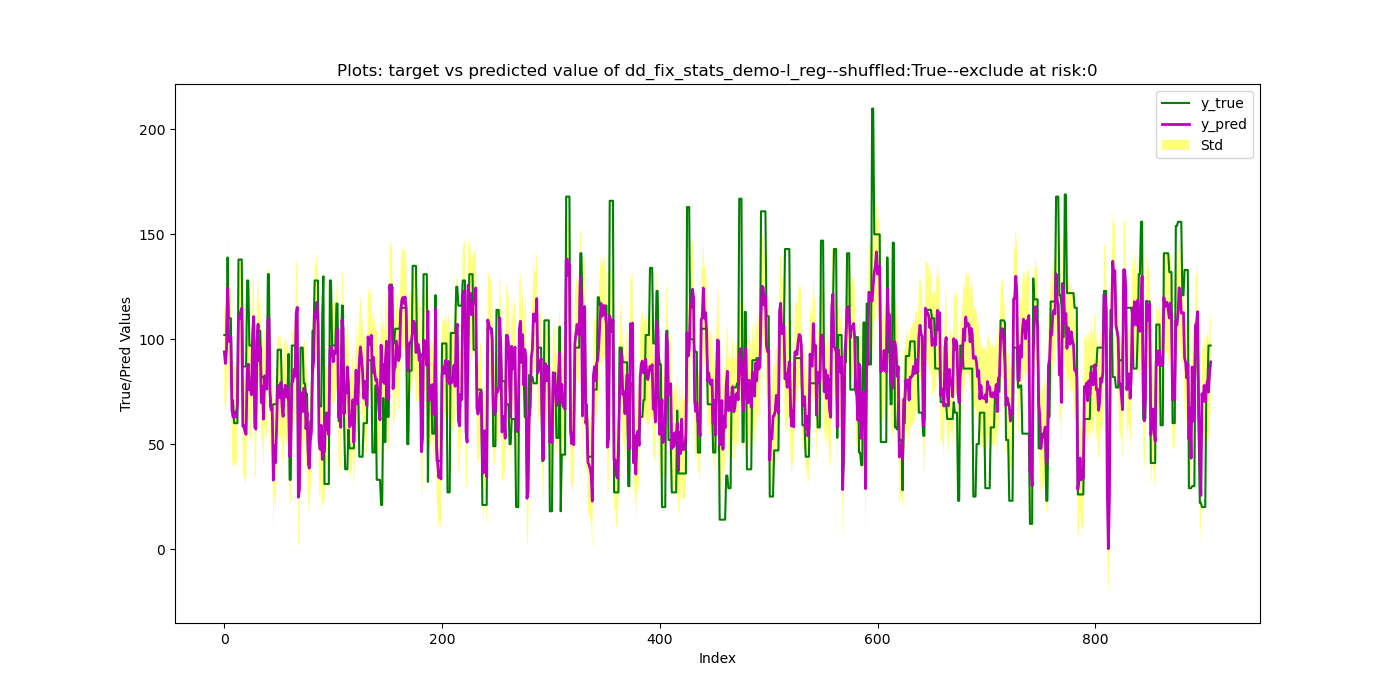 Plots: target vs predicted value of dd_fix_stats_demo-l_reg--shuffled:True--exclude at risk:0
y_true
y_pred
Std
200
150
100
50
0
True/Pred Values
0 200 400 600 800
Index